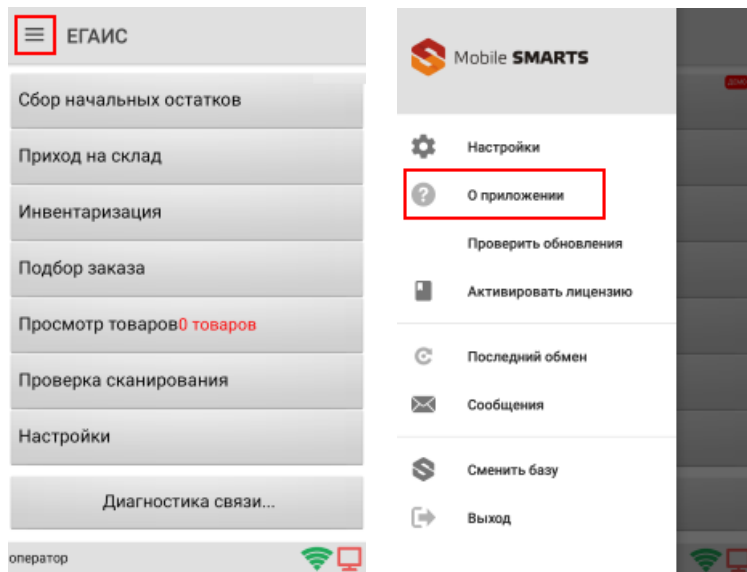 ЕГАИС
Сбор начальных остатков
Приход на склад
Инвентаризация
Подбор заказа
Просмотр товаров0 товаров
Проверка сканирования
Настройки
Диагностика связи...
оператор
Mobile SMARTS
Настройки
? О приложении
Проверить обновления
Активировать лицензию
Последний обмен
Сообщения
Сменить базу
Выход